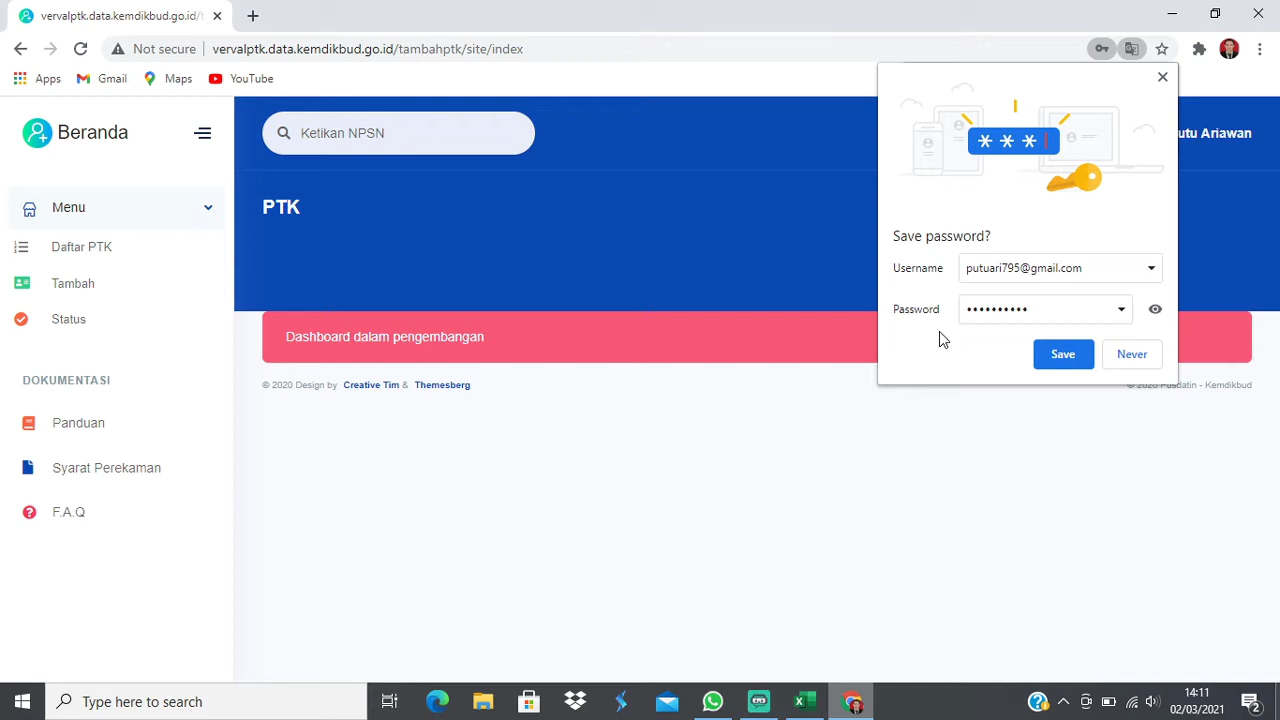 vervalptk.data.kemdikbud.go.id/t
Not secure
vervalptk.data.kemdikbud.go.id/tambahptk/site/index
Apps
Gmail
Maps
YouTube
Beranda
Ketikan NPSN
utu Ariawan
Menu
PTK
Daftar PTK
Tambah
Status
Dashboard dalam pengembangan
© 2020 Design by Creative Tim & Themesberg
© 2020 Pusdatin - Kemdikbud
DOKUMENTASI
Panduan
Syarat Perekaman
F.A.Q
* * *
Save password?
Username
putuari795@gmail.com
Password
••••••••••
Save
Never
Type here to search
14:11
02/03/2021
2